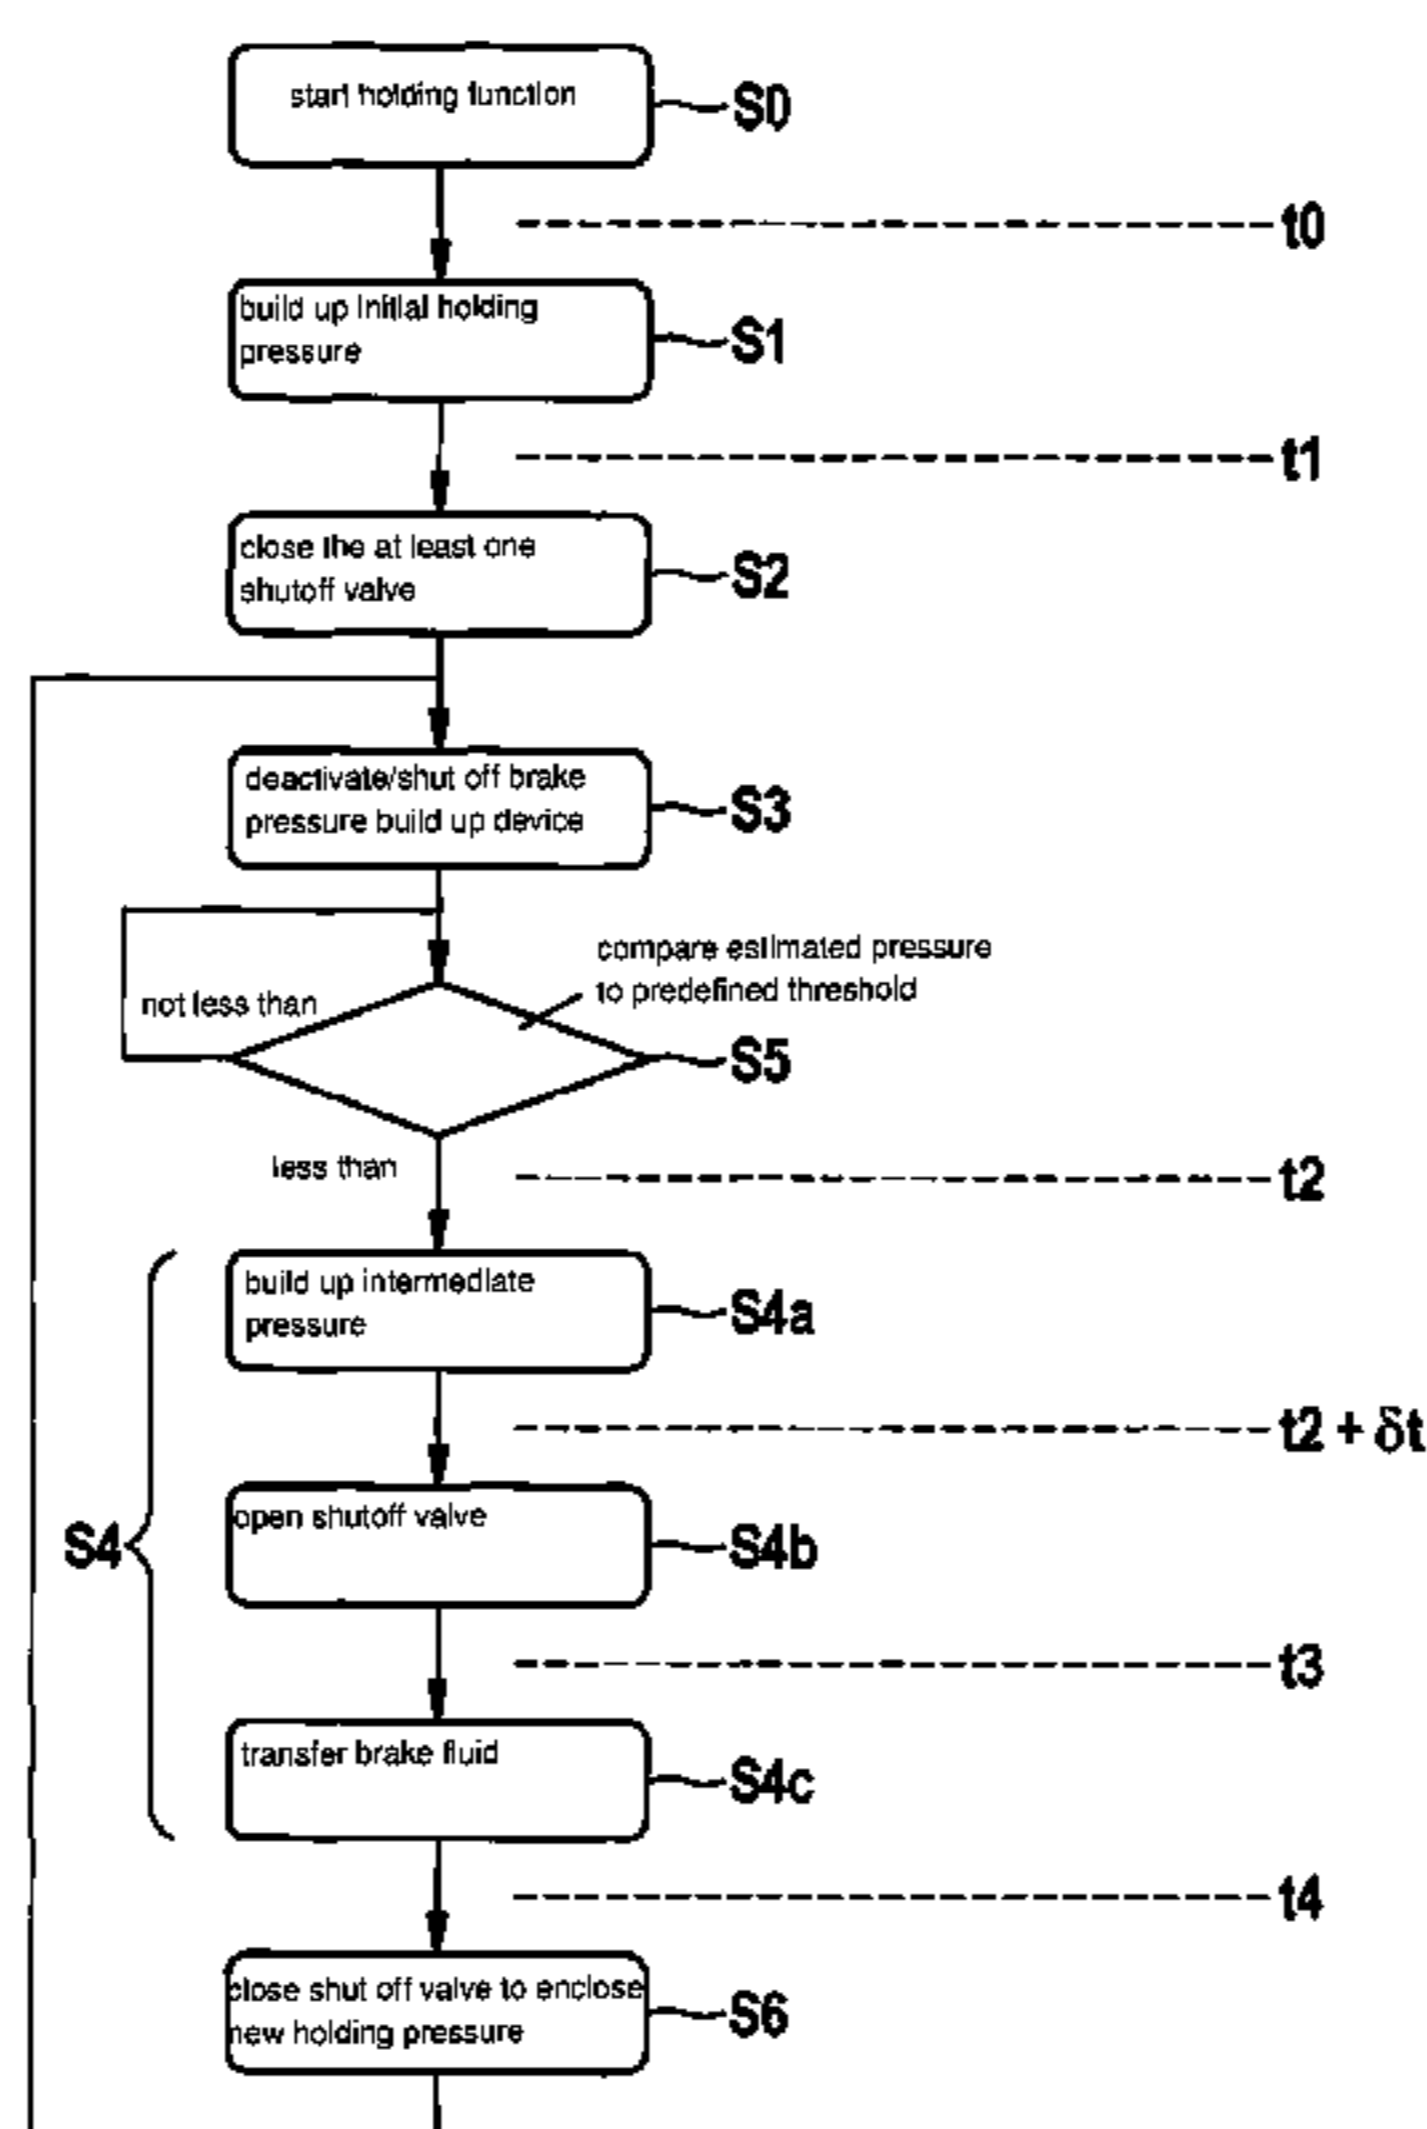 start holding function
S0
t0
build up initial holding
pressure
S1
t1
close the at least one
shutoff valve
S2
deactivate/shut off brake
pressure build up device
S3
compare estimated pressure
to predefined threshold
not less than
S5
less than
t2
build up intermediate
pressure
S4a
t2 + δt
S4
open shutoff valve
S4b
t3
transfer brake fluid
S4c
t4
close shut off valve to enclose
new holding pressure
S6